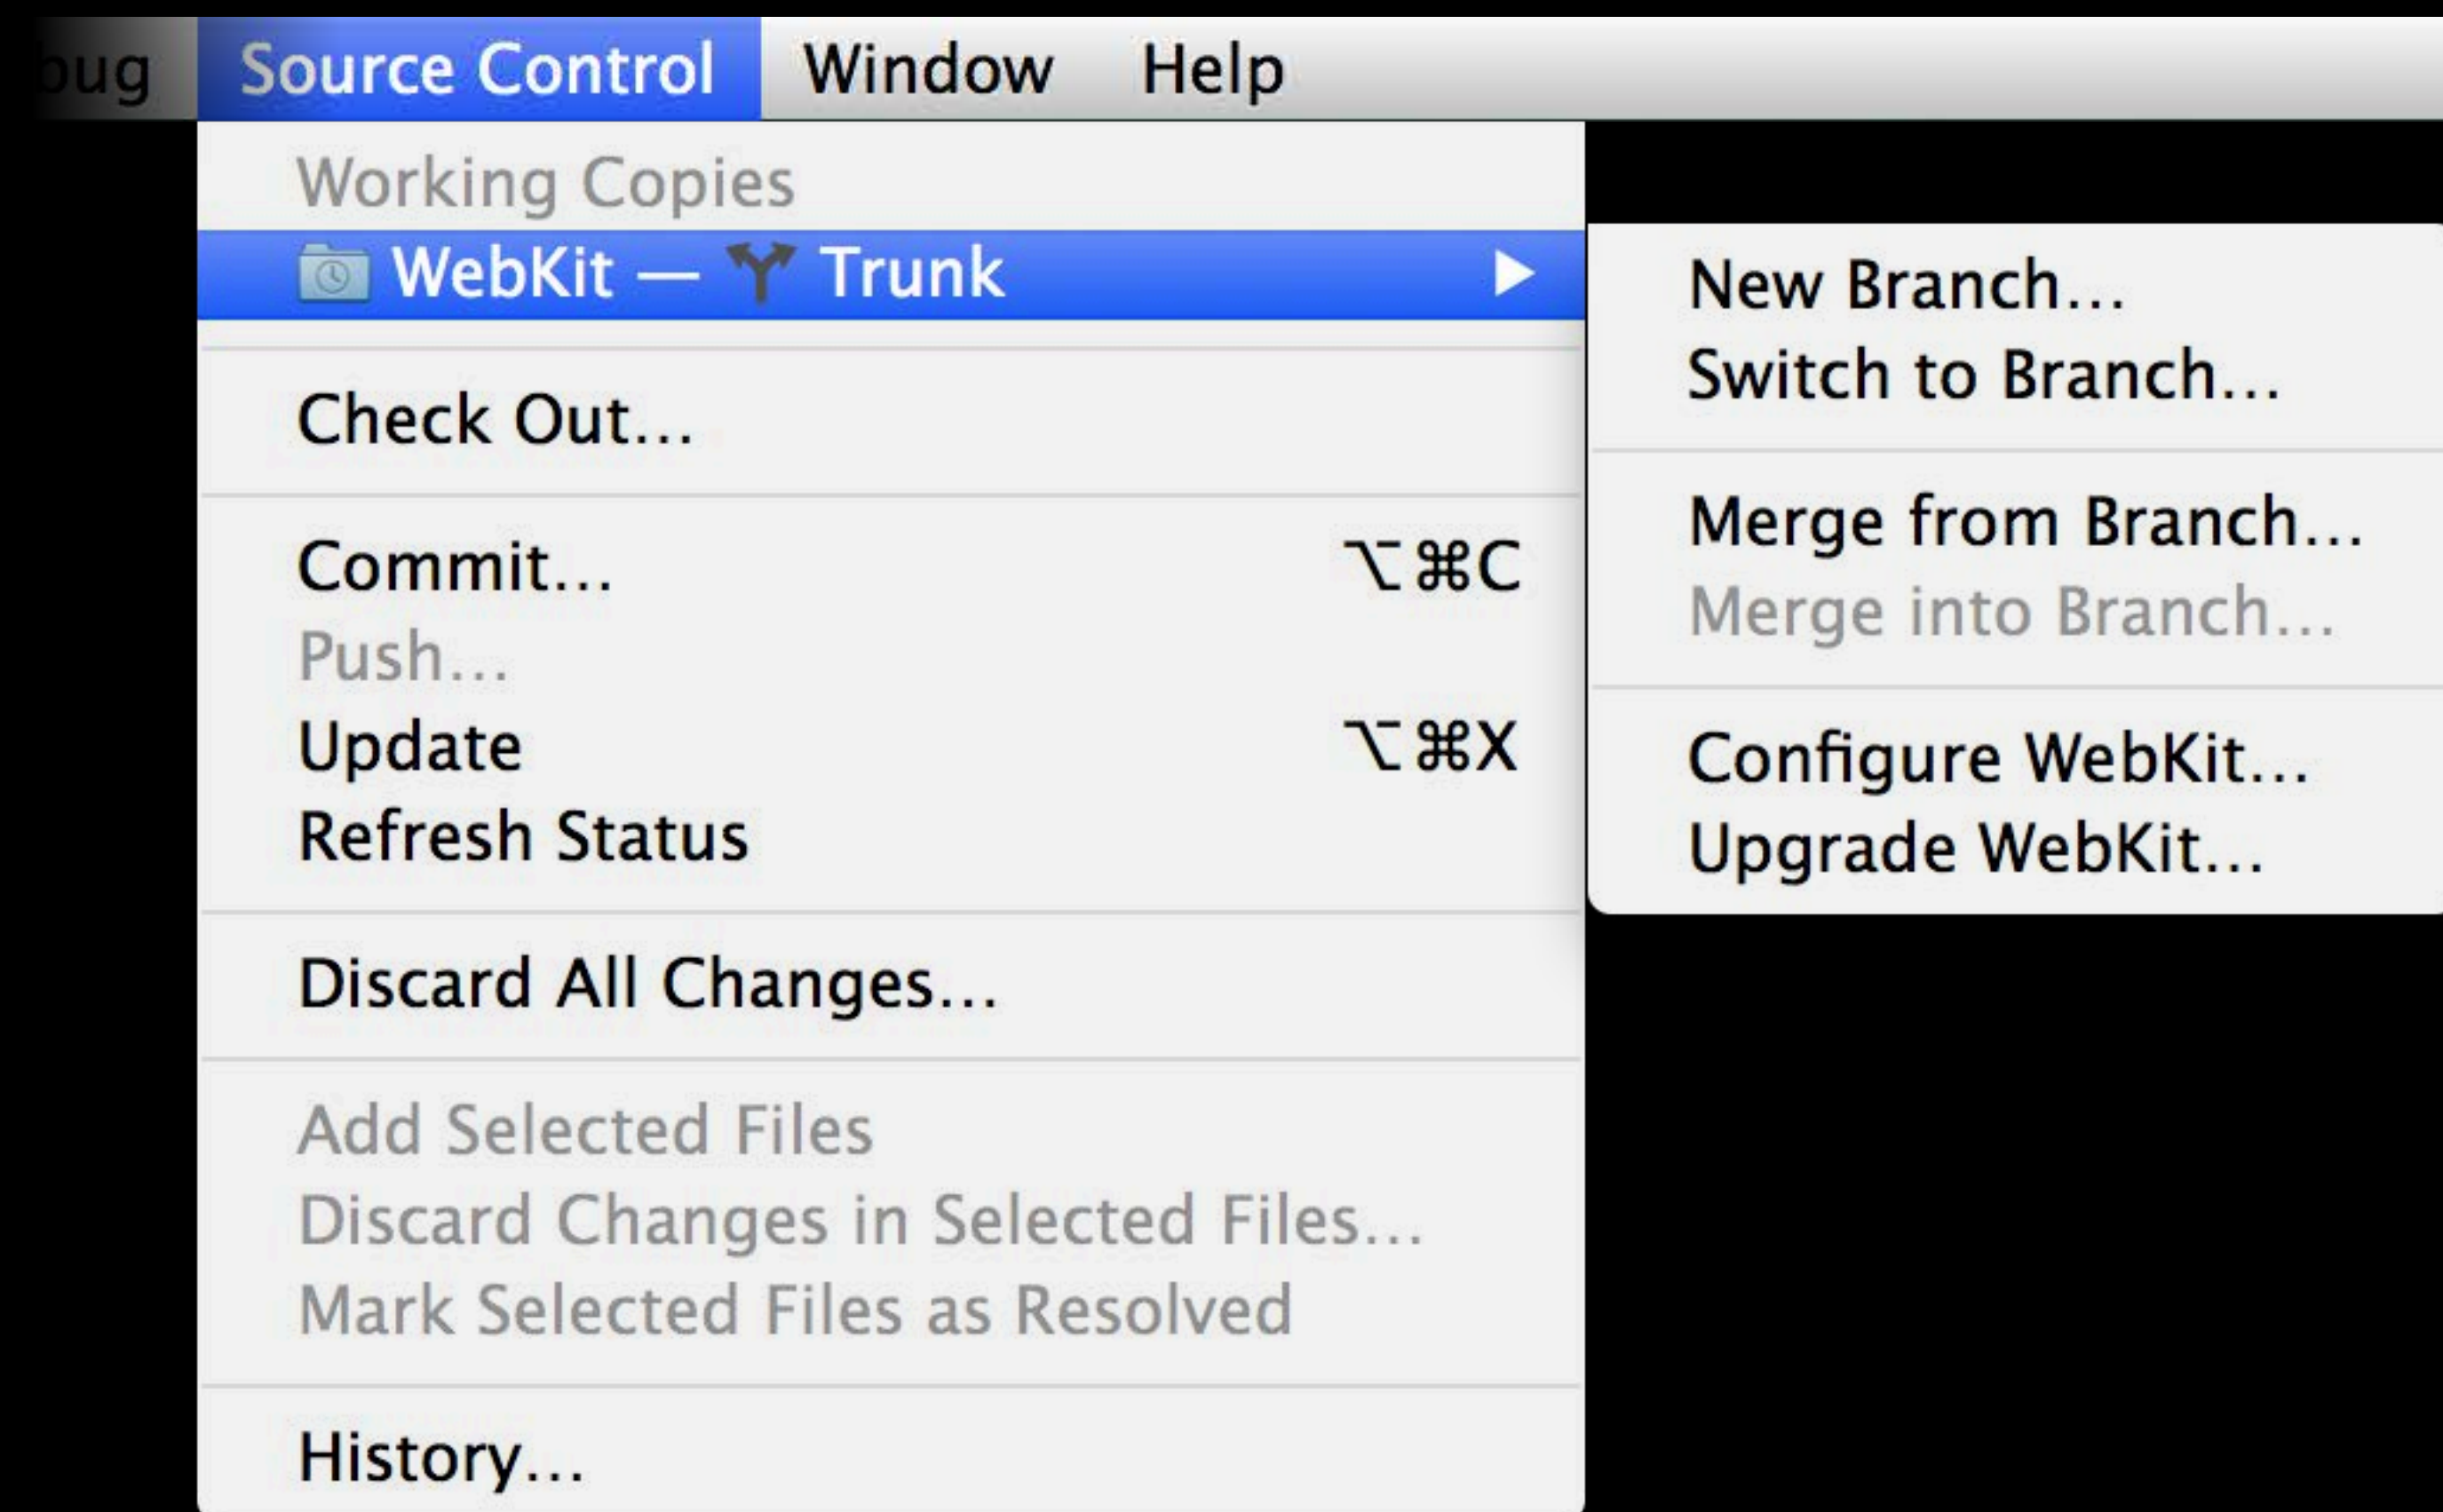 bug Source Control Window Help
Working Copies
WebKit — Trunk
Check Out...
Commit... ⌥⌘C
Push...
Update ⌥⌘X
Refresh Status
Discard All Changes...
Add Selected Files
Discard Changes in Selected Files...
Mark Selected Files as Resolved
History...
New Branch...
Switch to Branch...
Merge from Branch...
Merge into Branch...
Configure WebKit...
Upgrade WebKit...